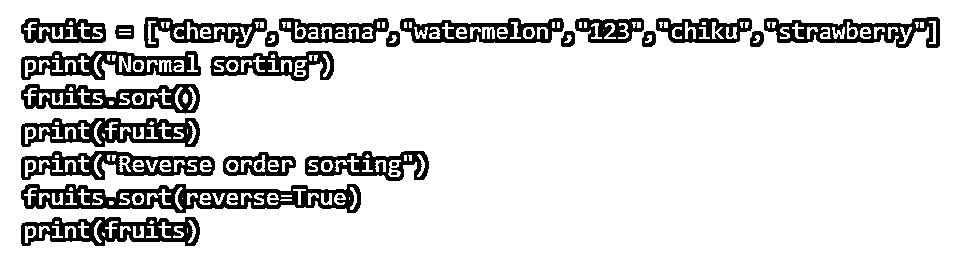 fruits = ["cherry","banana","watermelon","123","chiku","strawberry"]
print("Normal sorting")
fruits.sort()
print(fruits)
print("Reverse order sorting")
fruits.sort(reverse=True)
print(fruits)